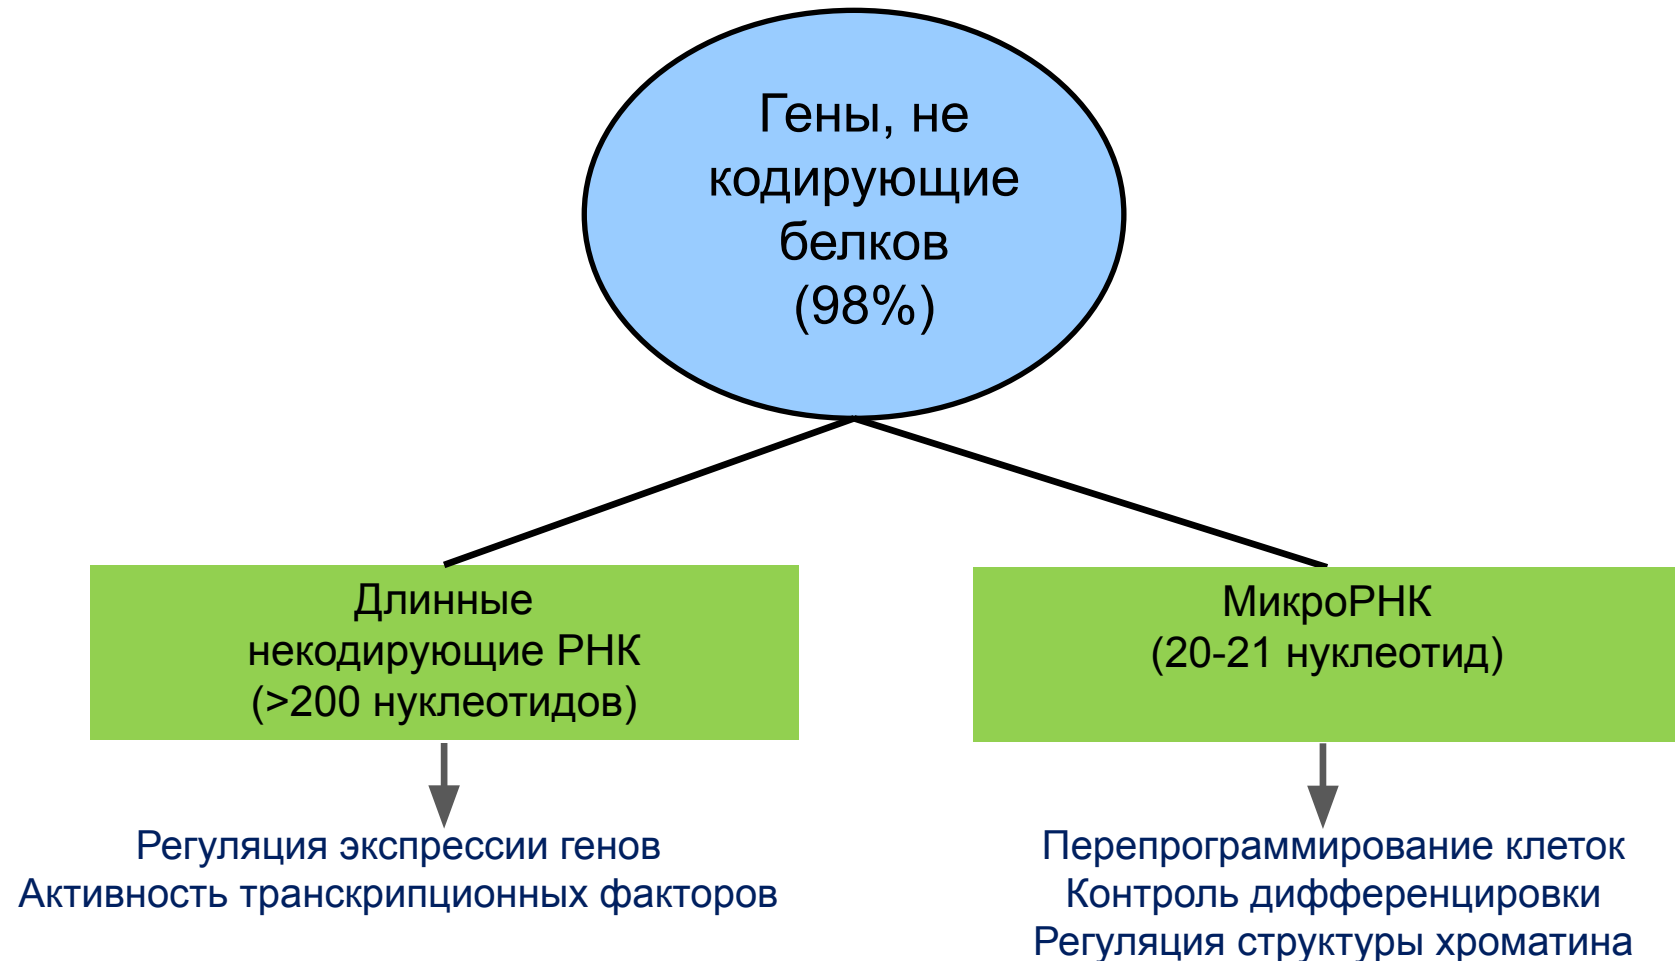 Гены, не
кодирующие
белков
(98%)
Длинные
некодирующие РНК
(>200 нуклеотидов)
МикроРНК
(20-21 нуклеотид)
Регуляция экспрессии генов
Активность транскрипционных факторов
Перепрограммирование клеток
Контроль дифференцировки
Регуляция структуры хроматина